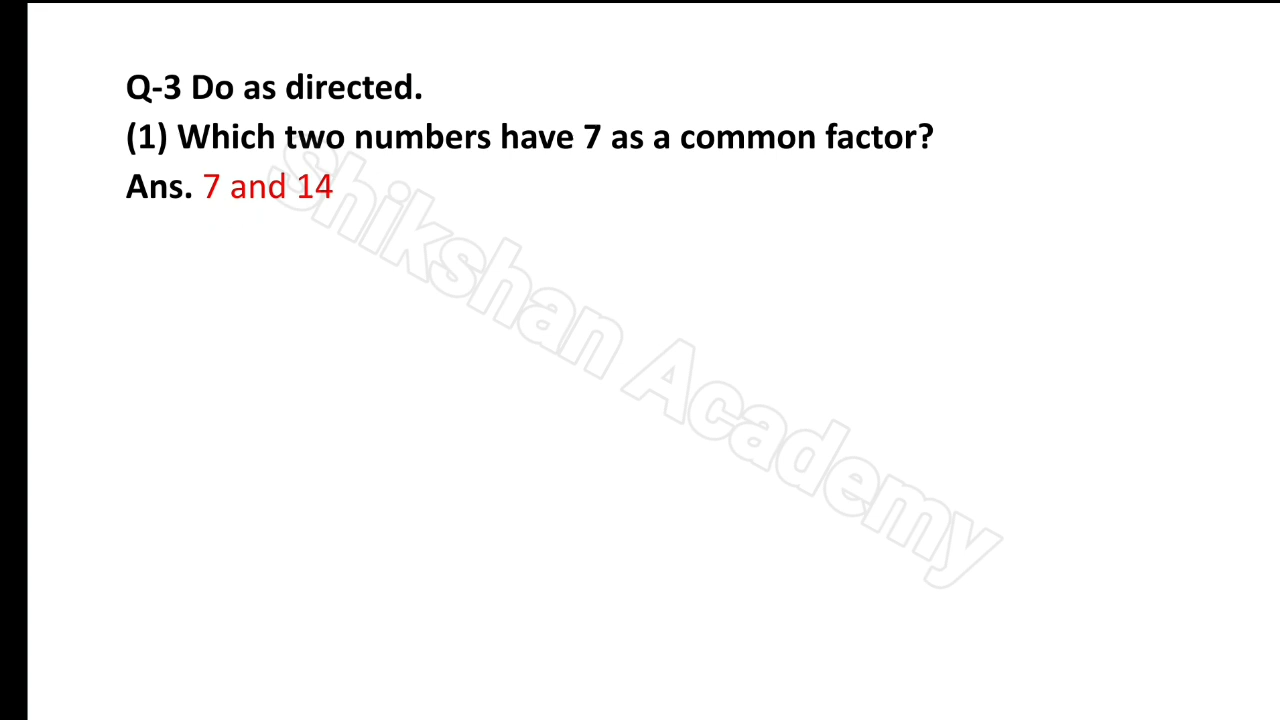 Q-3 Do as directed.
(1) Which two numbers have 7 as a common factor?
Ans. 7 and 14
Shikshan Academy